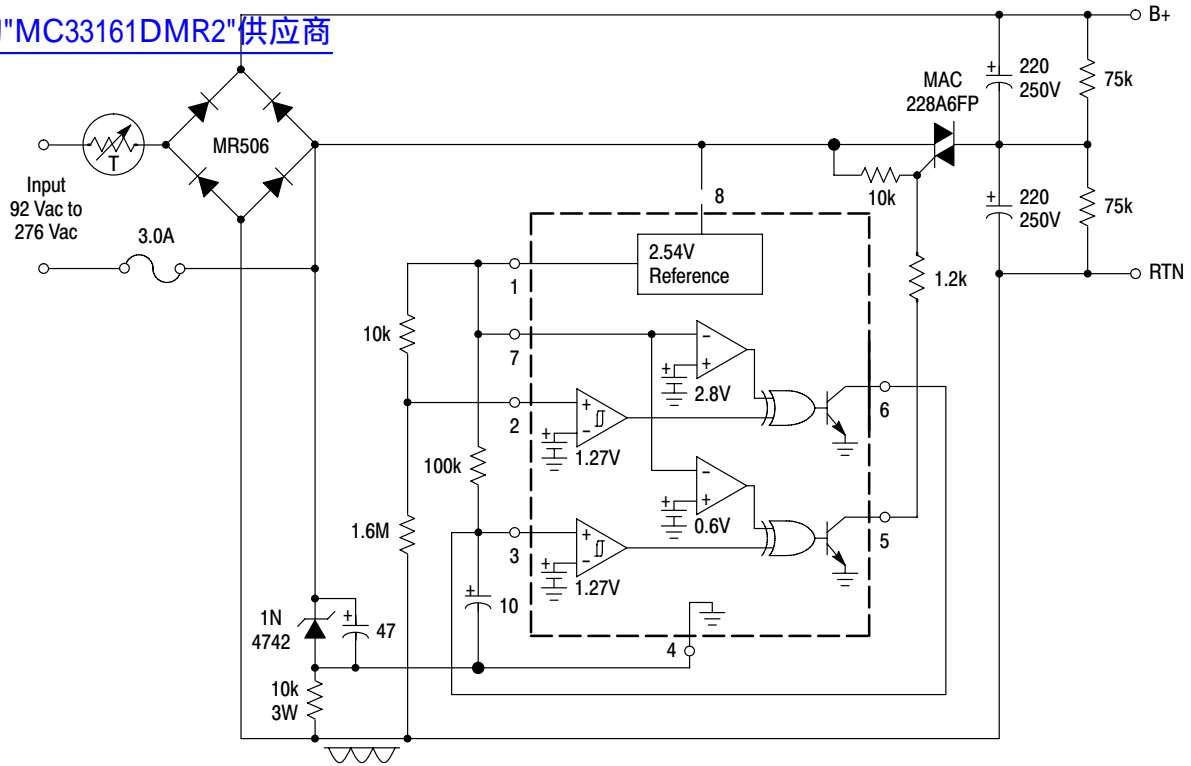 "MC33161DMR2"供应商
B+
220
250V
75k
MAC
228A6FP
MR506
T
Input
92 Vac to
276 Vac
3.0A
10k
8
220
250V
75k
2.54V
Reference
1
1.2k
RTN
10k
7
2.8V
6
2
1.27V
100k
1.6M
0.6V
5
3
1.27V
10
1N
4742
47
4
10k
3W